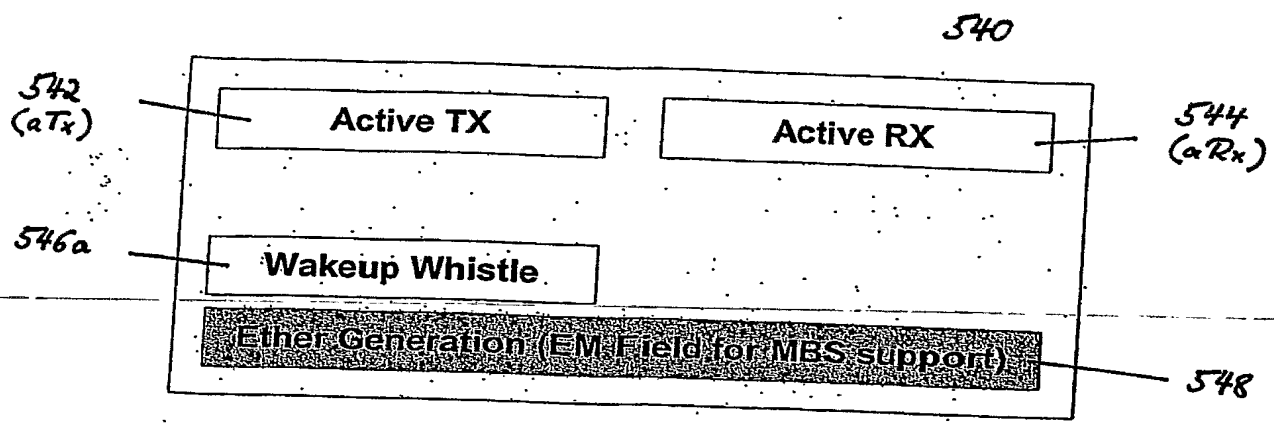 540
542
(aTx)
Active TX
Active RX
544
(aRx)
546a
Wakeup Whistle
Ether Generation (EM-Field for MBS support)
548